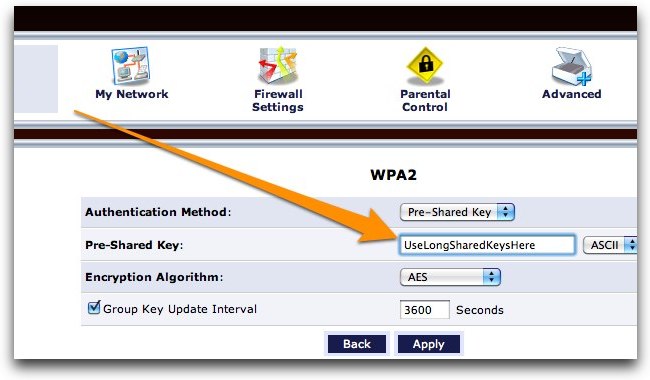 My Network
Firewall
Settings
Parental
Control
Advanced
WPA2
Authentication Method: Pre-Shared Key
Pre-Shared Key: UseLongSharedKeysHere ASCII
Encryption Algorithm: AES
Group Key Update Interval 3600 Seconds
Back Apply